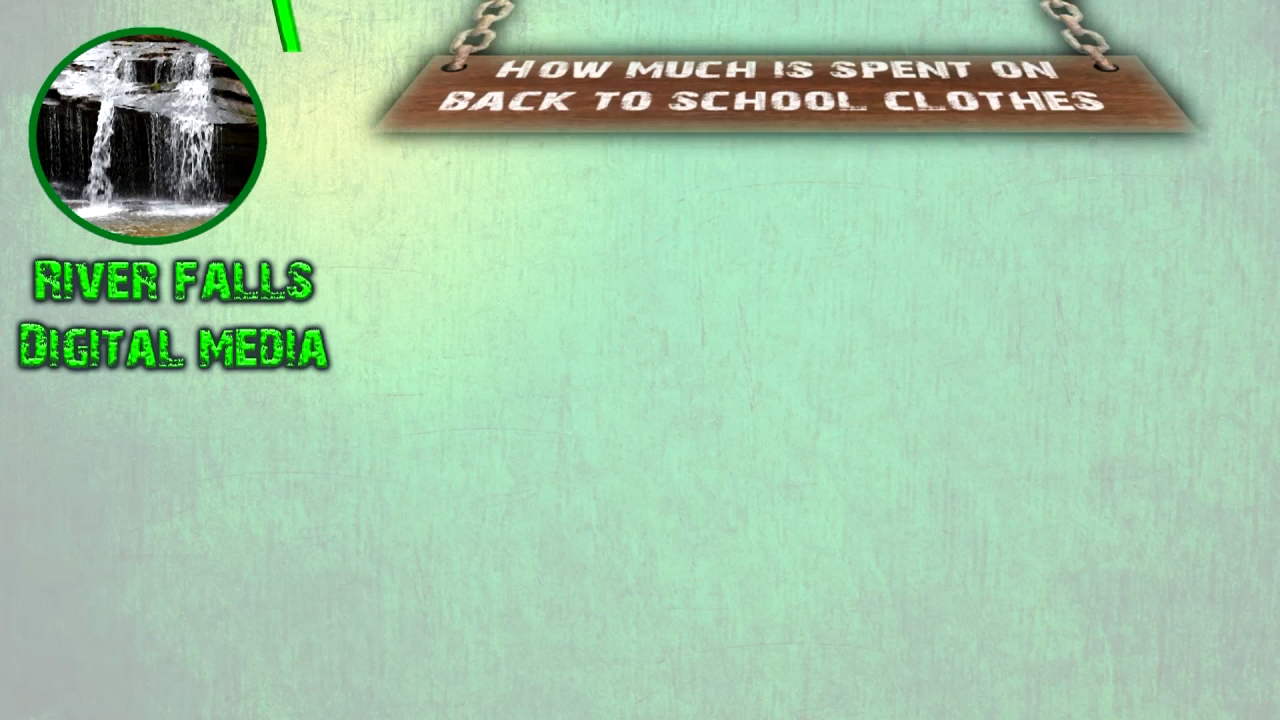 HOW MUCH IS SPENT ON
BACK TO SCHOOL CLOTHES
RIVER FALLS
DIGITAL MEDIA